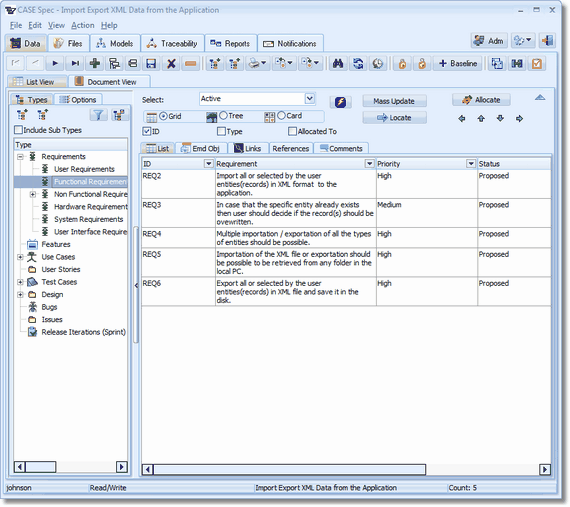 CASE Spec - Import Export XML Data from the Application
File Edit View Action Help
Data Files Models Traceability Reports Notifications Adm
Baseline
List View Document View
Types Options
Include Sub Types
Type
Requirements
User Requirements
Functional Requiremen
Non Functional Require
Hardware Requirement
System Requirements
User Interface Require
Features
Use Cases
User Stories
Test Cases
Design
Bugs
Issues
Release Iterations (Sprint)
Select: Active Mass Update Allocate
Grid Tree Card Locate
ID Type Allocated To
List Emd Obj Links References Comments
ID Requirement Priority Status
REQ2 Import all or selected by the user High Proposed
entities(records) in XML format to the
application.
REQ3 In case that the specific entity already Medium Proposed
exists then user should decide if the
record(s) should be
ovewritten.
REQ4 Multiple importation / exportation of all the High Proposed
types of entities should be possible.
REQ5 Importation of the XML file or exportation should High Proposed
be possible to be retrieved from any folder in the
local PC.
REQ6 Export all or selected by the user High Proposed
entities(records) in XML file and save it in the
disk.
johnson Read/Write Import Export XML Data from the Application Count: 5